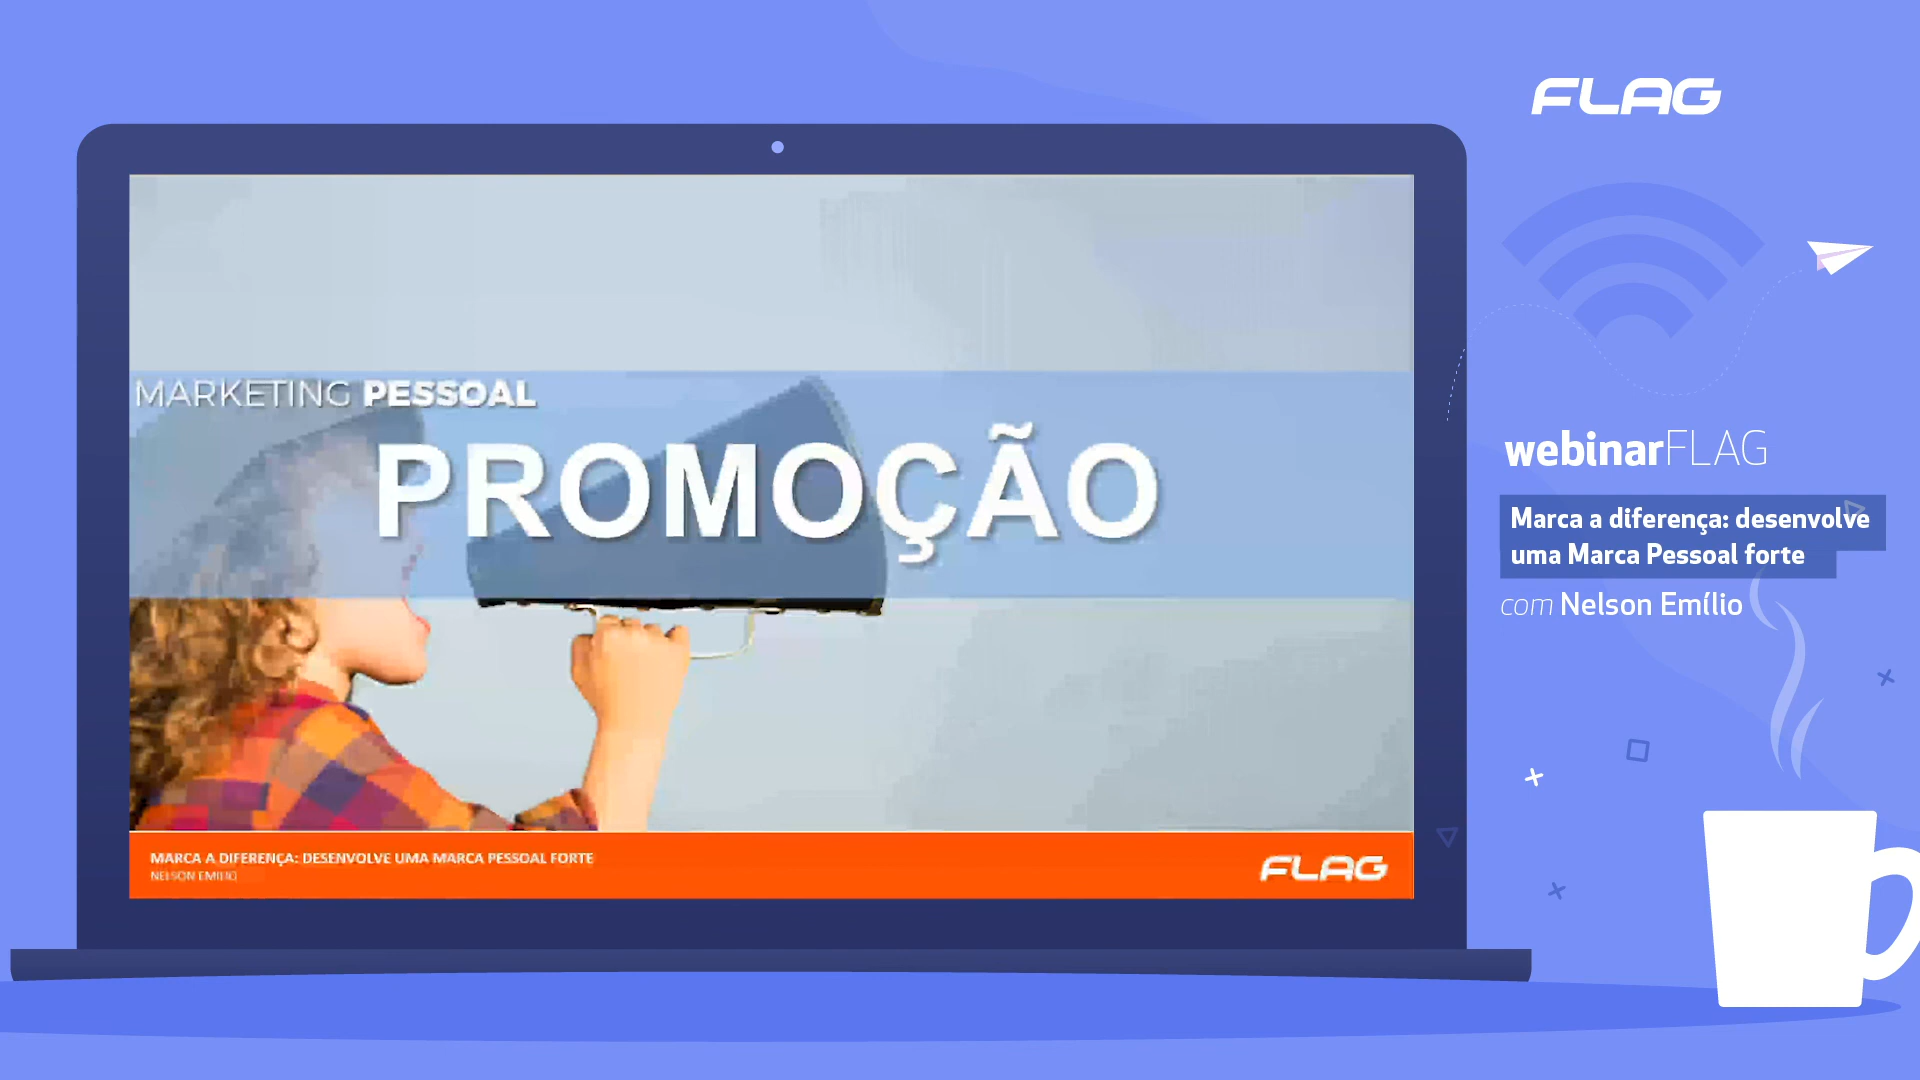 FLAG
MARKETING PESSOAL
PROMOÇÃO
MARCA A DIFERENÇA: DESENVOLVE UMA MARCA PESSOAL FORTE
NELSON EMÍLIO
FLAG
webinarFLAG
Marca a diferença: desenvolve
uma Marca Pessoal forte
com Nelson Emílio